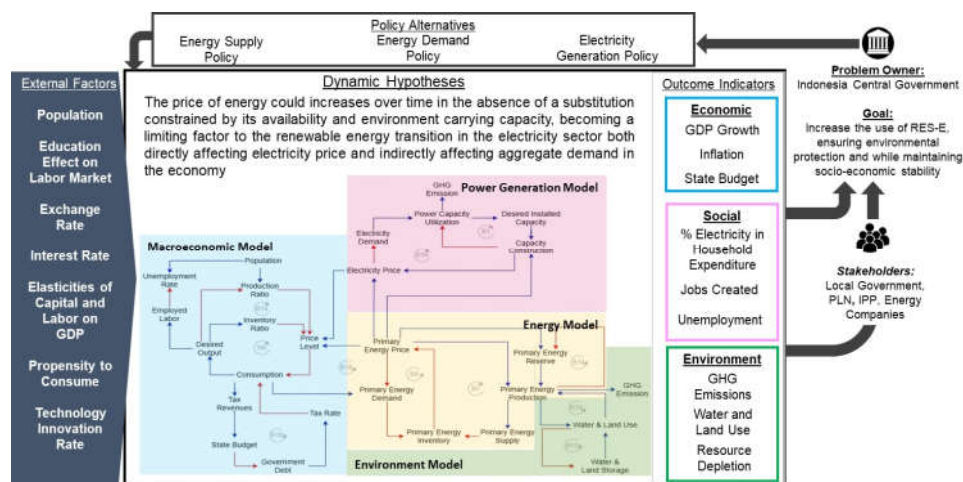 Policy Alternatives
Energy Supply
Policy
Energy Demand
Policy
Electricity
Generation Policy
External Factors
Population
Education
Effect on
Labor Market
Exchange
Rate
Interest Rate
Elasticities of
Capital and
Labor on
GDP
Propensity to
Consume
Technology
Innovation
Rate
Dynamic Hypotheses
The price of energy could increases over time in the absence of a substitution
constrained by its availability and environment carrying capacity, becoming a
limiting factor to the renewable energy transition in the electricity sector both
directly affecting electricity price and indirectly affecting aggregate demand in
the economy
Power Generation Model
GHG
Emission
Power Capacity
Utilization
Desired Installed
Capacity
Electricity
Demand
Capacity
Construction
Electricity Price
Macroeconomic Model
Population
Unemployment
Rate
Production
Ratio
Employed
Labor
Inventory
Ratio
Desired
Output
Price
Level
Consumption
Tax
Revenues
Tax Rate
State Budget
Government
Debt
Energy Model
Primary
Energy Price
Primary Energy
Reserve
Primary Energy
Demand
Primary Energy
Production
GHG
Emission
Water & Land Use
Primary Energy
Inventory
Primary Energy
Supply
Water &
Land Storage
Environment Model
Outcome Indicators
Economic
GDP Growth
Inflation
State Budget
Social
% Electricity in
Household
Expenditure
Jobs Created
Unemployment
Environment
GHG
Emissions
Water and
Land Use
Resource
Depletion
Problem Owner:
Indonesia Central Government
Goal:
Increase the use of RES-E,
ensuring environmental
protection and while maintaining
socio-economic stability
Stakeholders:
Local Government,
PLN, IPP, Energy
Companies